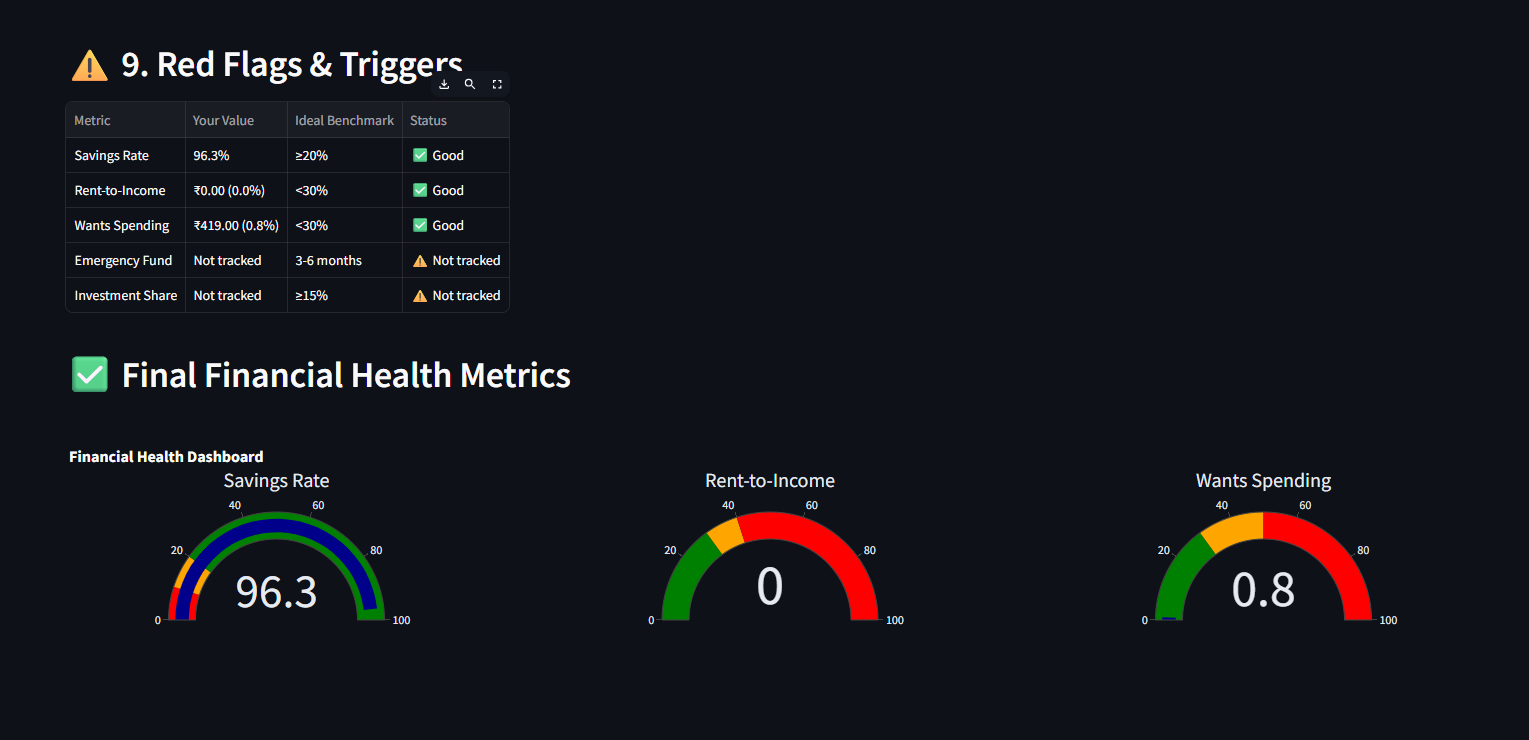 ⚠️ 9. Red Flags & Triggers
Metric Your Value Ideal Benchmark Status
Savings Rate 96.3% ≥20% ✅ Good
Rent-to-Income ₹0.00 (0.0%) <30% ✅ Good
Wants Spending ₹419.00 (0.8%) <30% ✅ Good
Emergency Fund Not tracked 3-6 months ⚠️ Not tracked
Investment Share Not tracked ≥15% ⚠️ Not tracked
✅ Final Financial Health Metrics
Financial Health Dashboard
Savings Rate
0 20 40 60 80 100
96.3
Rent-to-Income
0 20 40 60 80 100
0
Wants Spending
0 20 40 60 80 100
0.8